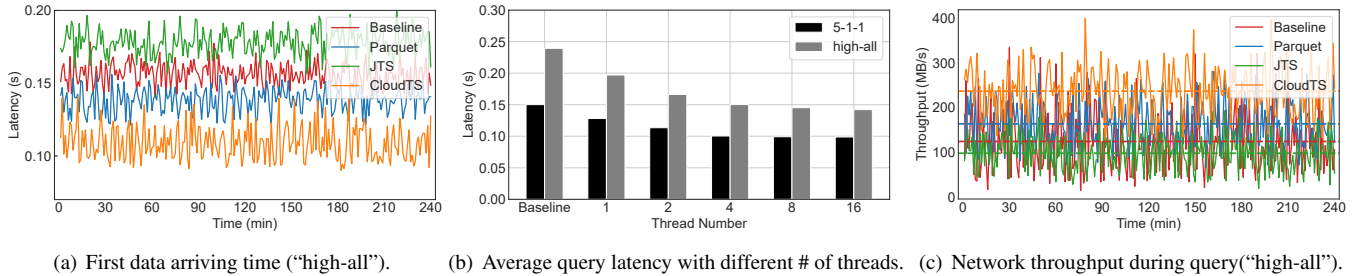 0.20
0.15
0.10
Latency (s)
Baseline
Parquet
JTS
CloudTS
0 30 60 90 120 150 180 210 240
Time (min)
(a) First data arriving time (“high-all”).
0.30
0.25
0.20
0.15
0.10
0.05
0.00
Latency (s)
5-1-1
high-all
Baseline 1 2 4 8 16
Thread Number
(b) Average query latency with different # of threads.
400
300
200
100
0
Throughput (MB/s)
Baseline
Parquet
JTS
CloudTS
0 30 60 90 120 150 180 210 240
Time (min)
(c) Network throughput during query(“high-all”).